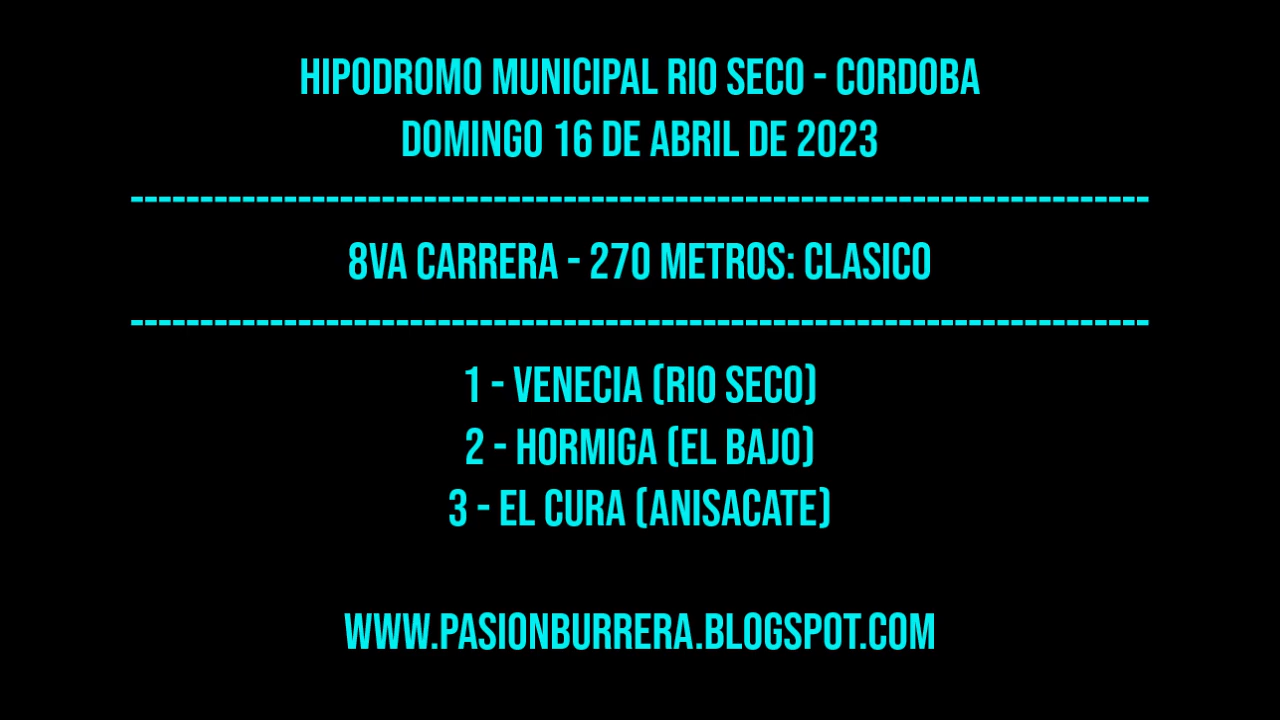 HIPODROMO MUNICIPAL RIO SECO - CORDOBA
DOMINGO 16 DE ABRIL DE 2023
-------------------------------------------------------------------------
8VA CARRERA - 270 METROS: CLASICO
-------------------------------------------------------------------------
1 - VENECIA (RIO SECO)
2 - HORMIGA (EL BAJO)
3 - EL CURA (ANISACATE)
WWW.PASIONBURRERA.BLOGSPOT.COM